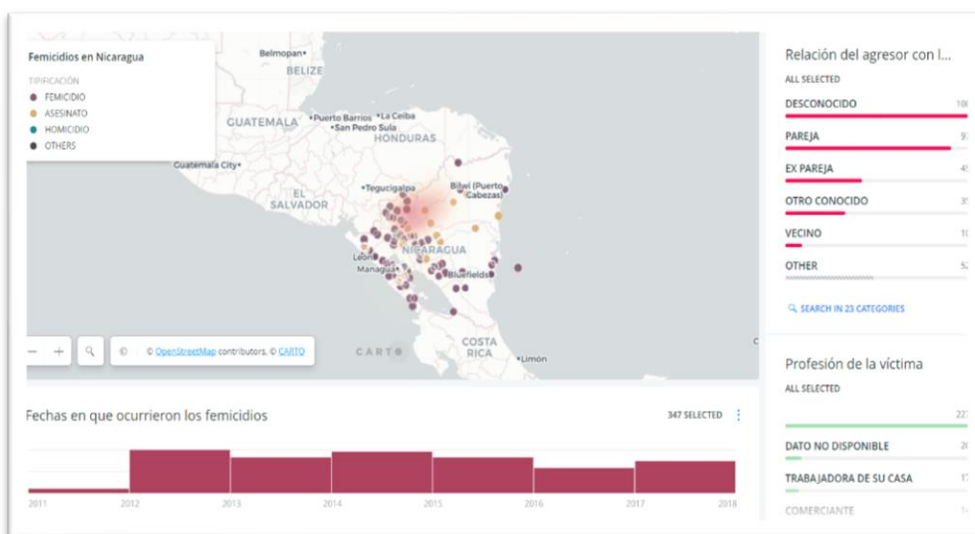 Femicidios en Nicaragua
TIPIFICACIÓN
FEMICIDIO
ASESINATO
HOMICIDIO
OTHERS
Belmopan
BELIZE
GUATEMALA
Puerto Barrios
La Ceiba
San Pedro Sula
HONDURAS
Guatemala City
EL
SALVADOR
Tegucigalpa
Bilwi (Puerto
Cabezas)
NICARAGUA
León
Managua
Bluefields
COSTA
RICA
Limón
− +
©
© OpenStreetMap contributors, © CARTO
CARTO
Relación del agresor con l...
ALL SELECTED
DESCONOCIDO
PAREJA
EX PAREJA
OTRO CONOCIDO
VECINO
OTHER
SEARCH IN 23 CATEGORIES
Profesión de la víctima
ALL SELECTED
DATO NO DISPONIBLE
TRABAJADORA DE SU CASA
COMERCIANTE
Fechas en que ocurrieron los femicidios
347 SELECTED
2011 2012 2013 2014 2015 2016 2017 2018